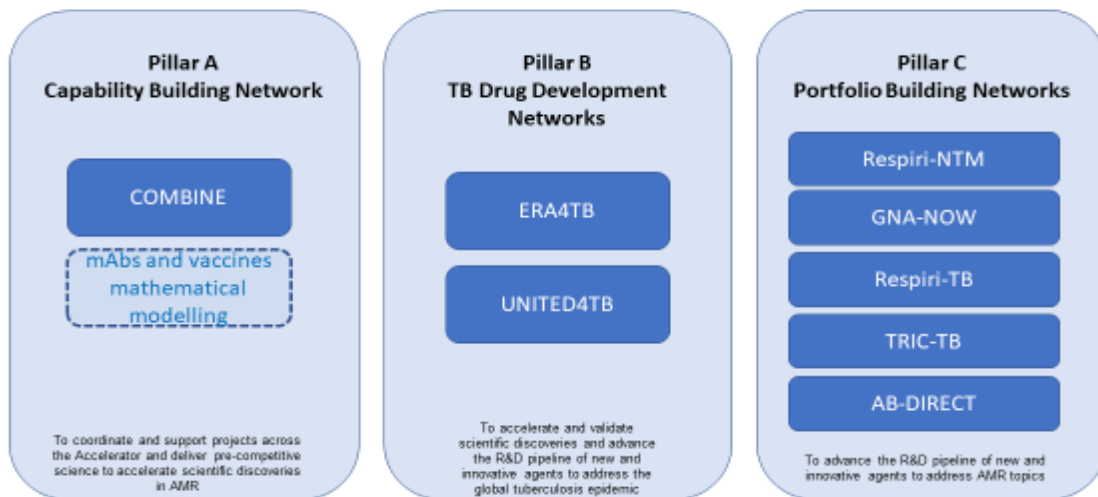 Pillar A
Capability Building Network
COMBINE
mAbs and vaccines
mathematical
modelling
To coordinate and support projects across
the Accelerator and deliver pre-competitive
science to accelerate scientific discoveries
in AMR
Pillar B
TB Drug Development
Networks
ERA4TB
UNITED4TB
To accelerate and validate
scientific discoveries and advance
the R&D pipeline of new and
innovative agents to address the
global tuberculosis epidemic
Pillar C
Portfolio Building Networks
Respiri-NTM
GNA-NOW
Respiri-TB
TRIC-TB
AB-DIRECT
To advance the R&D pipeline of new and
innovative agents to address AMR topics